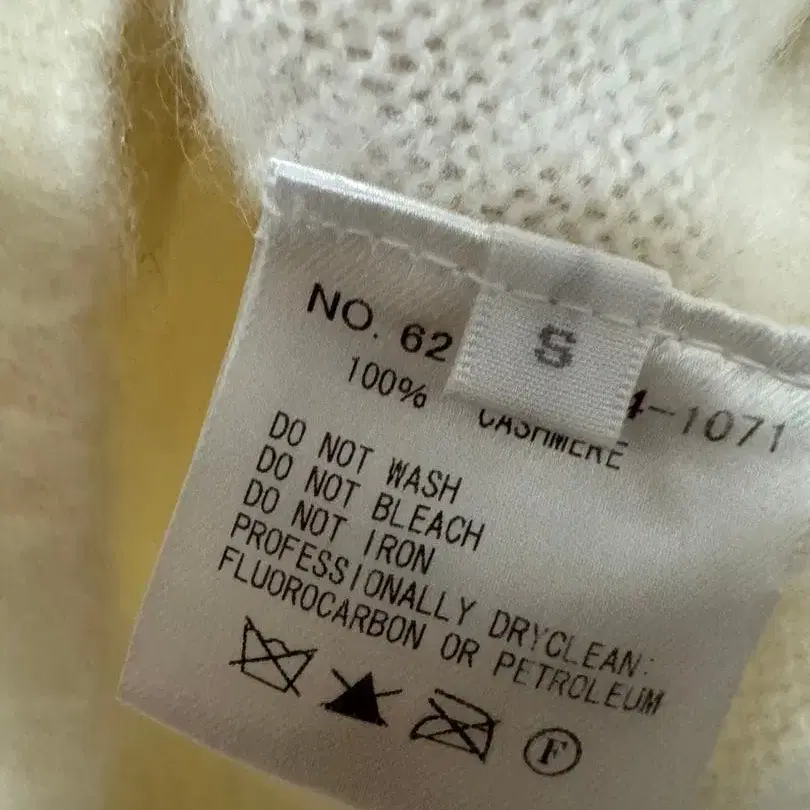 NO. 62
S
4-1071
100%
CASHMERE
DO NOT WASH
DO NOT BLEACH
DO NOT IRON
PROFESSIONALLY DRYCLEAN:
FLUOROCARBON OR PETROLEUM
F